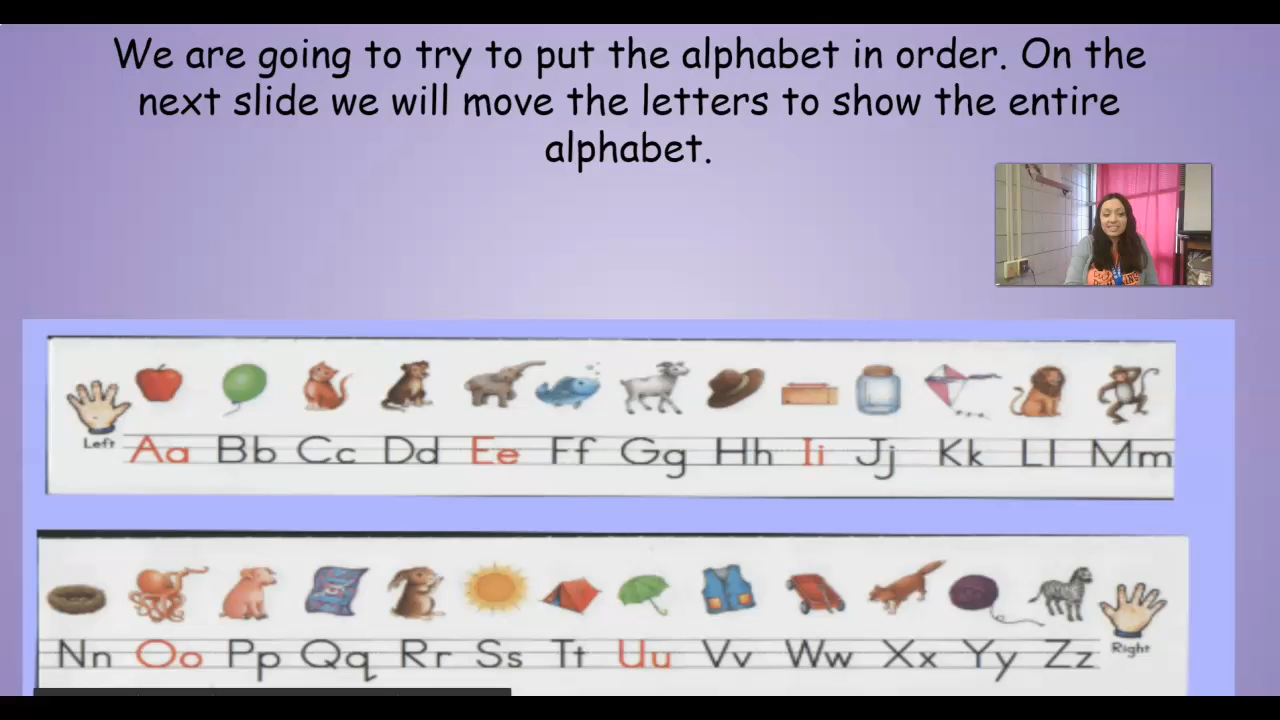 We are going to try to put the alphabet in order. On the
next slide we will move the letters to show the entire
alphabet.
Left Aa Bb Cc Dd Ee Ff Gg Hh Ii Jj Kk Ll Mm
Nn Oo Pp Qq Rr Ss Tt Uu Vv Ww Xx Yy Zz Right